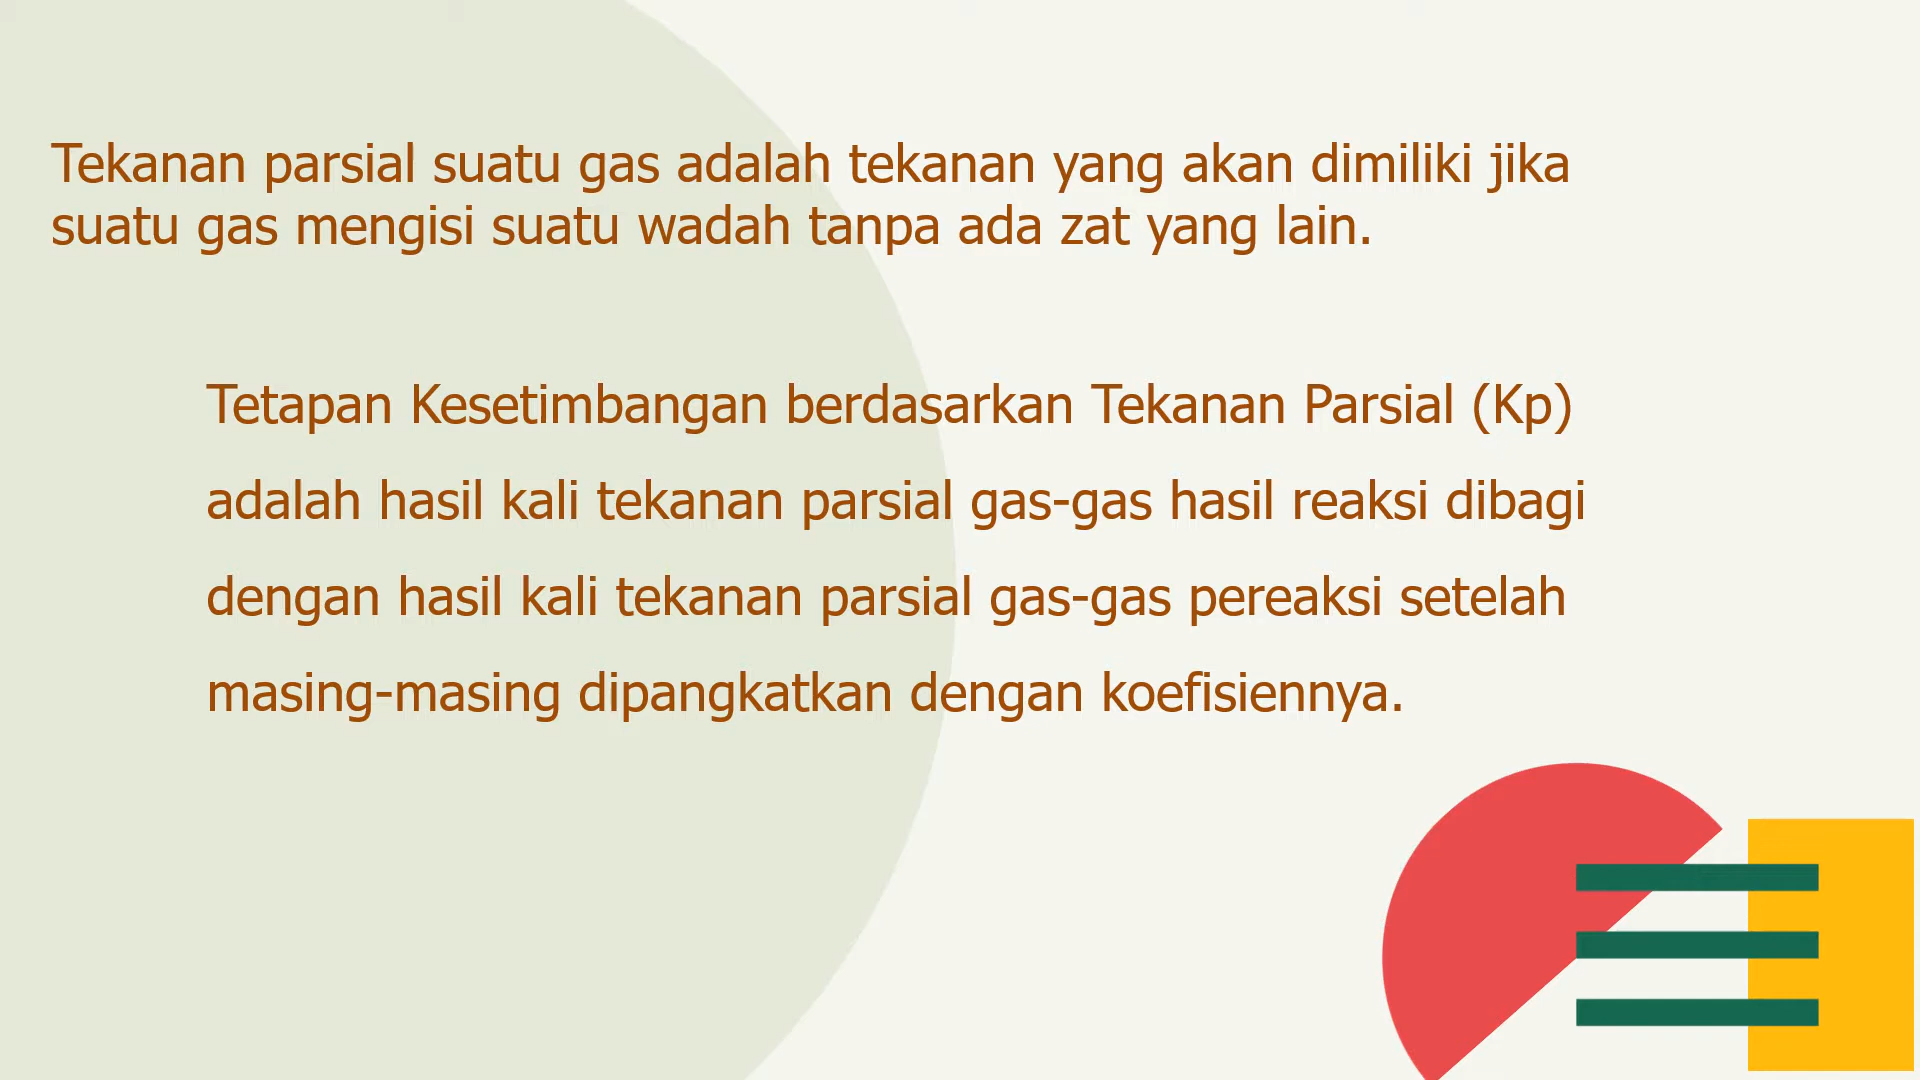 Tekanan parsial suatu gas adalah tekanan yang akan dimiliki jika
suatu gas mengisi suatu wadah tanpa ada zat yang lain.
Tetapan Kesetimbangan berdasarkan Tekanan Parsial (Kp)
adalah hasil kali tekanan parsial gas-gas hasil reaksi dibagi
dengan hasil kali tekanan parsial gas-gas pereaksi setelah
masing-masing dipangkatkan dengan koefisiennya.